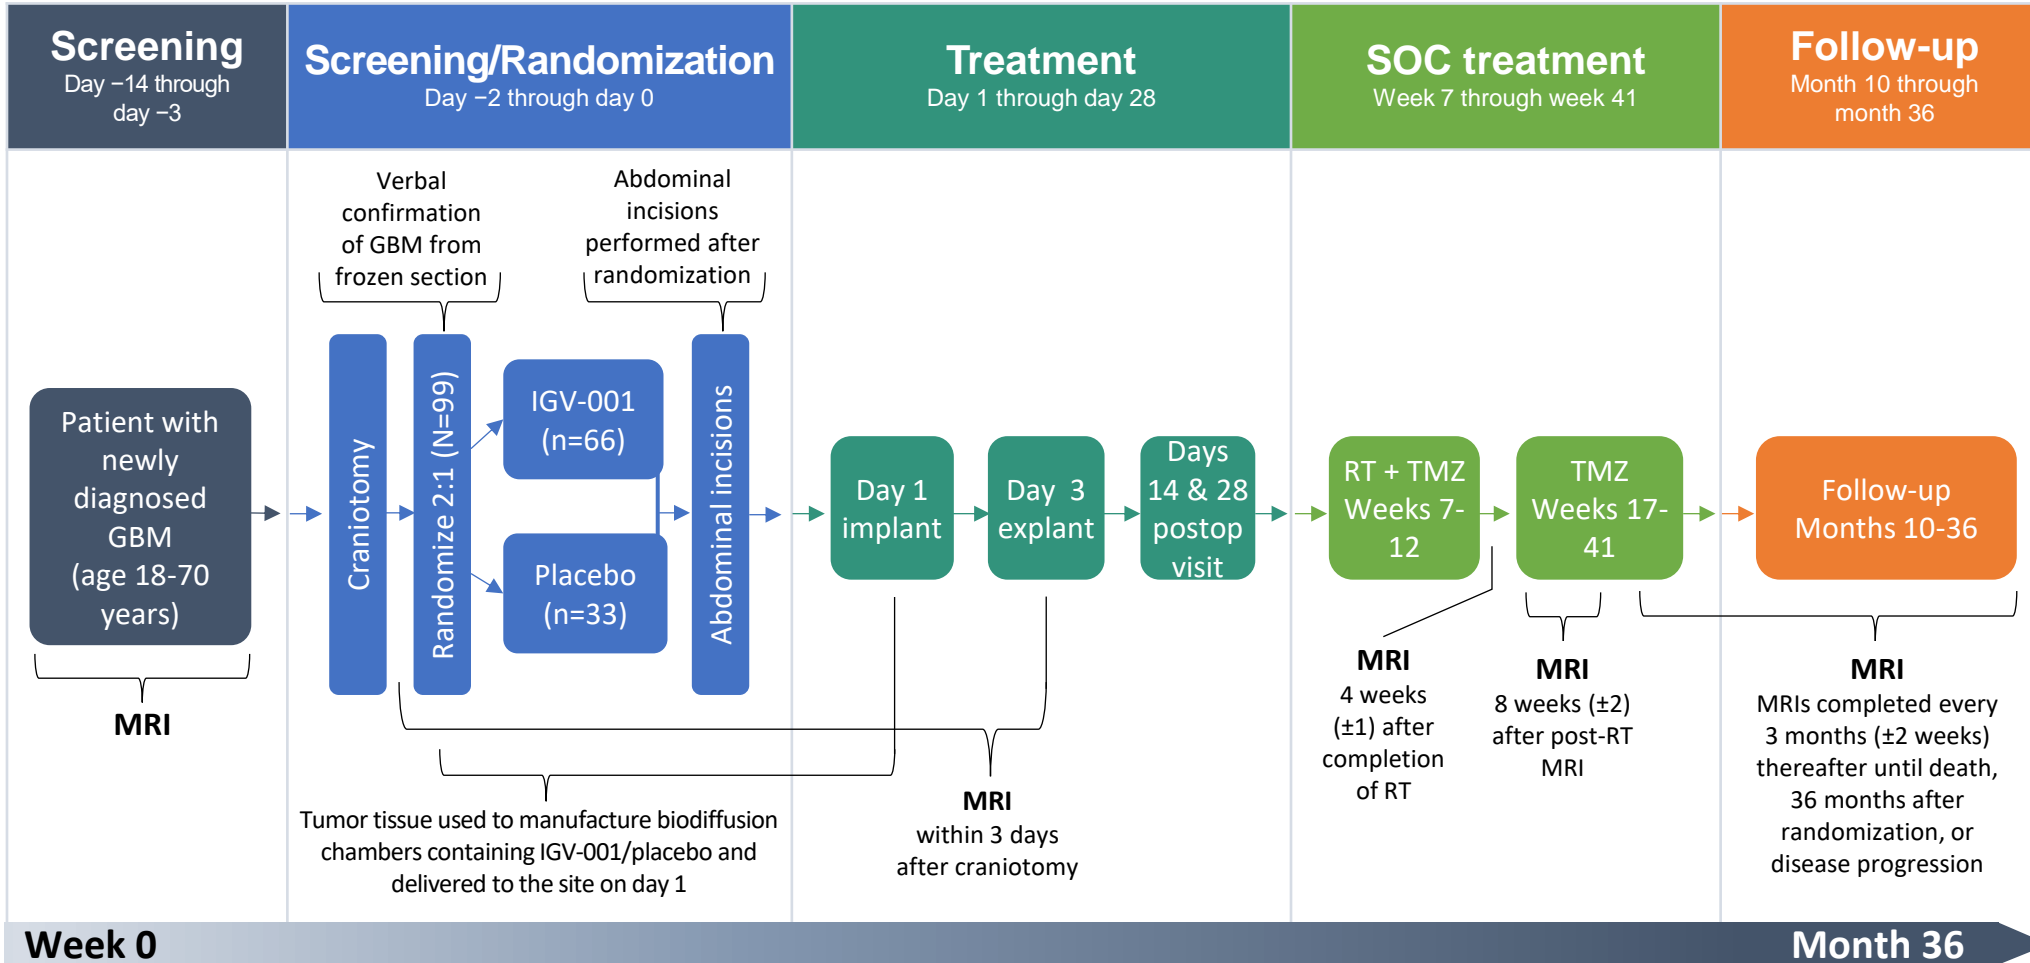 Screening
Day −14 through
day −3
Screening/Randomization
Day −2 through day 0
Treatment
Day 1 through day 28
SOC treatment
Week 7 through week 41
Follow-up
Month 10 through
month 36
Verbal
confirmation
of GBM from
frozen section
Abdominal
incisions
performed after
randomization
Patient with
newly
diagnosed
GBM
(age 18-70
years)
MRI
Craniotomy
Randomize 2:1 (N=99)
IGV-001
(n=66)
Placebo
(n=33)
Abdominal incisions
Day 1
implant
Day 3
explant
Days
14 & 28
postop
visit
RT + TMZ
Weeks 7-
12
TMZ
Weeks 17-
41
Follow-up
Months 10-36
Tumor tissue used to manufacture biodiffusion
chambers containing IGV-001/placebo and
delivered to the site on day 1
MRI
within 3 days
after craniotomy
MRI
4 weeks
(±1) after
completion
of RT
MRI
8 weeks (±2)
after post-RT
MRI
MRI
MRIs completed every
3 months (±2 weeks)
thereafter until death,
36 months after
randomization, or
disease progression
Week 0
Month 36